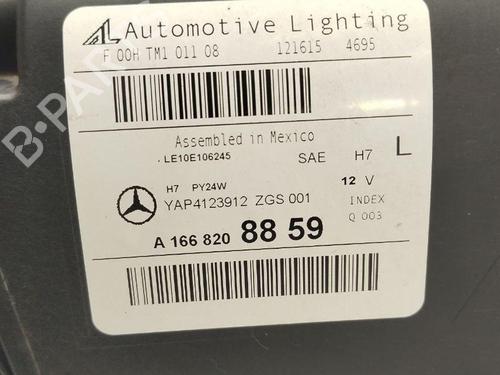 AL Automotive Lighting
F 00H TM1 011 08 121615 4695
Assembled in Mexico
LE10E106245 SAE H7 L
H7 PY24W 12 V
YAP4123912 ZGS 001 INDEX
Q 003
A 166 820 88 59
B-PARTS